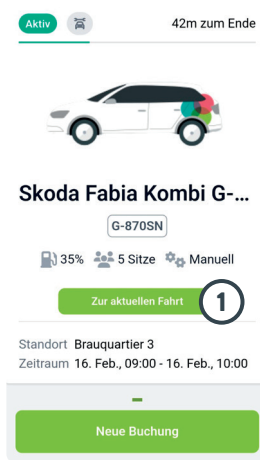 Aktiv 42m zum Ende
Skoda Fabia Kombi G-...
G-870SN
35% 5 Sitze Manuell
Zur aktuellen Fahrt 1
Standort Brauquartier 3
Zeitraum 16. Feb., 09:00 - 16. Feb., 10:00
Neue Buchung